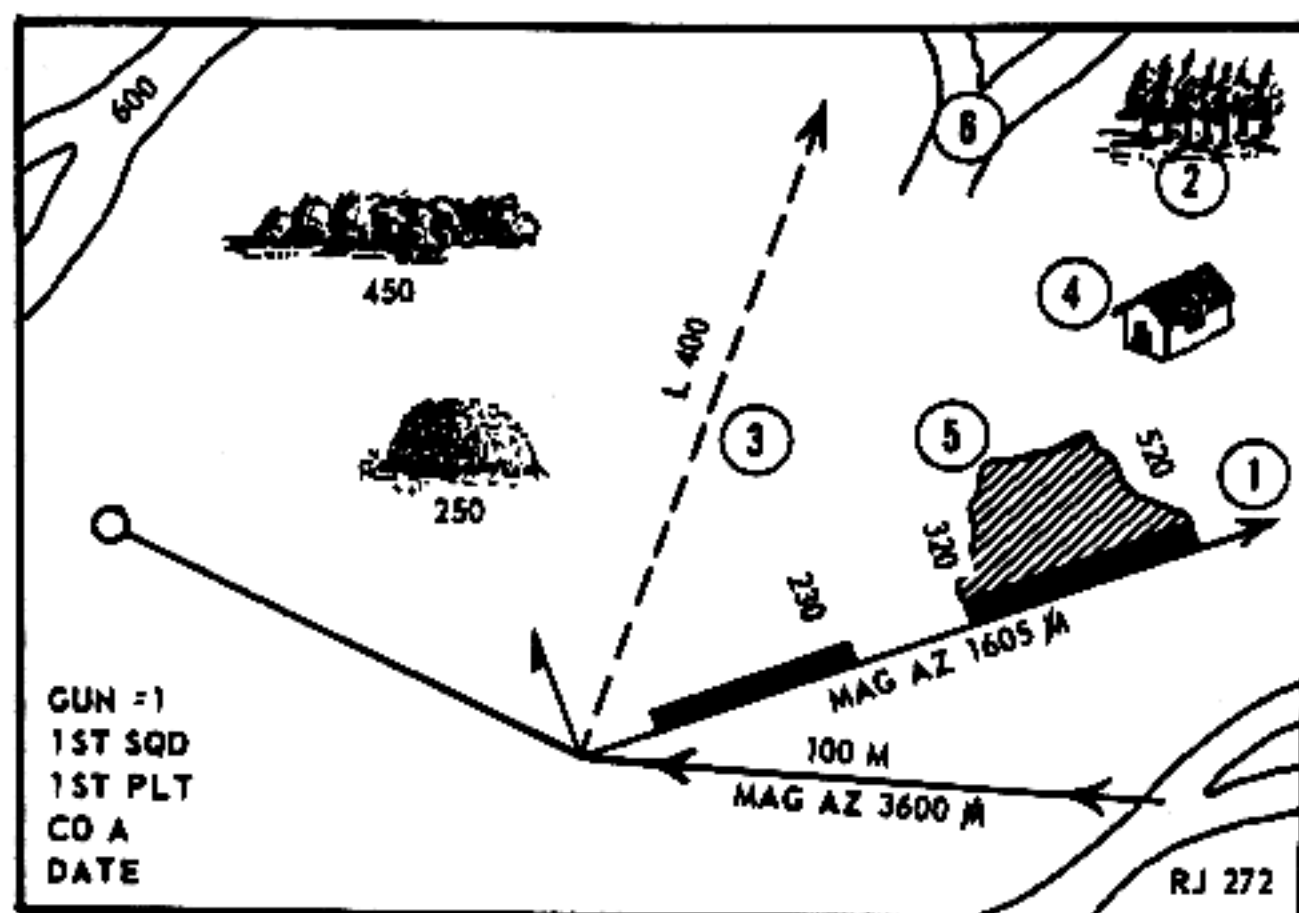 600
6
2
450
4
L 400
3
5
520
1
250
320
230
MAG AZ 1605 ₥
100 M
MAG AZ 3600 ₥
GUN =1
1ST SQD
1ST PLT
CO A
DATE
RJ 272